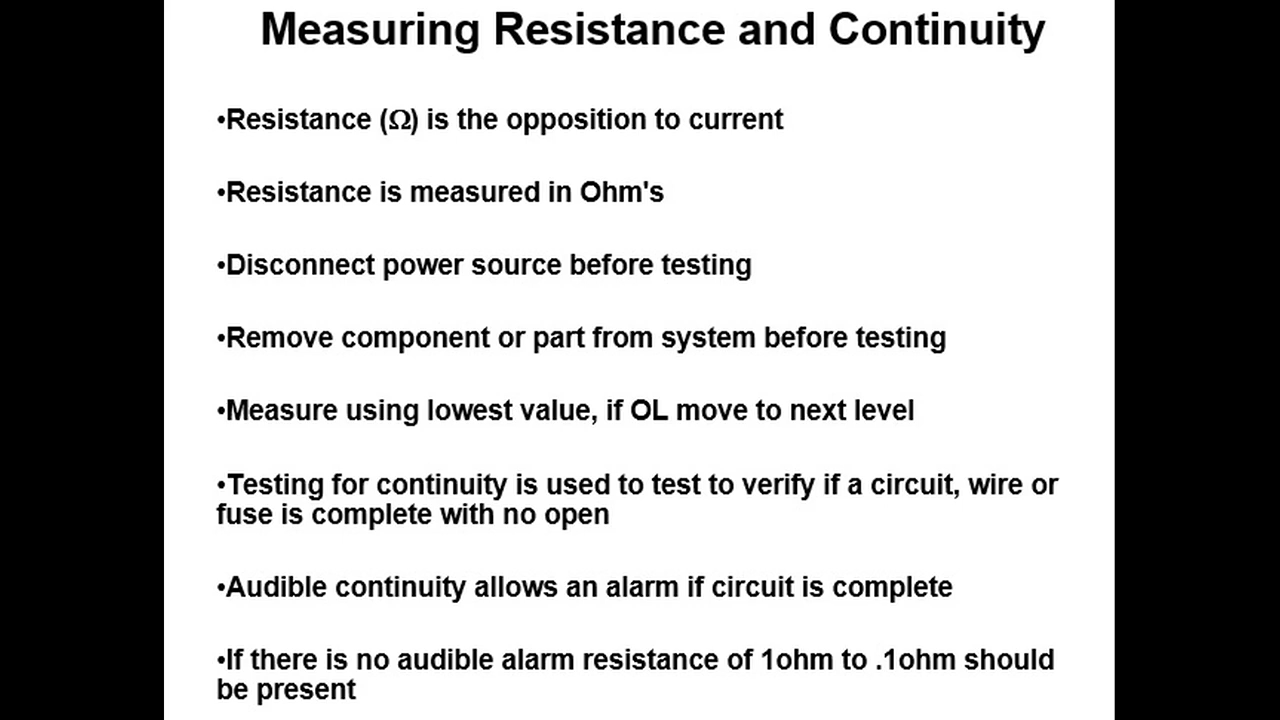 Measuring Resistance and Continuity
•Resistance (Ω) is the opposition to current
•Resistance is measured in Ohm's
•Disconnect power source before testing
•Remove component or part from system before testing
•Measure using lowest value, if OL move to next level
•Testing for continuity is used to test to verify if a circuit, wire or
fuse is complete with no open
•Audible continuity allows an alarm if circuit is complete
•If there is no audible alarm resistance of 1ohm to .1ohm should
be present